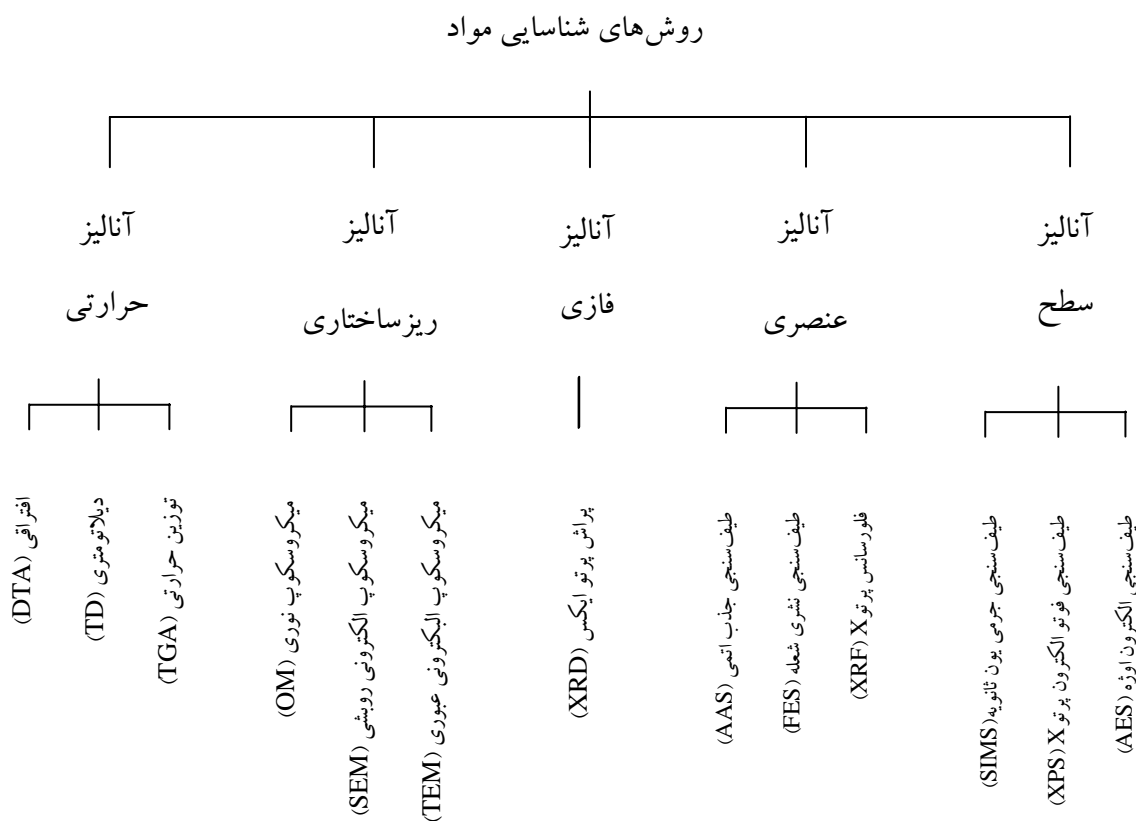 روش‌های شناسایی مواد
آنالیز
سطح
طیف‌سنجی الکترون اوژه (AES)
طیف‌سنجی فوتو الکترون پرتو X (XPS)
طیف‌سنجی جرمی یون ثانویه (SIMS)
آنالیز
عنصری
فلورسانس پرتو X (XRF)
طیف‌سنجی نشری شعله (FES)
طیف‌سنجی جذب اتمی (AAS)
آنالیز
فازی
پراش پرتو ایکس (XRD)
آنالیز
ریزساختاری
میکروسکوپ البکترونی عبوری (TEM)
میکروسکوپ الکترونی روبشی (SEM)
میکروسکوپ نوری (OM)
آنالیز
حرارتی
توزین حرارتی (TGA)
دیلاتومتری (TD)
افتراقی (DTA)